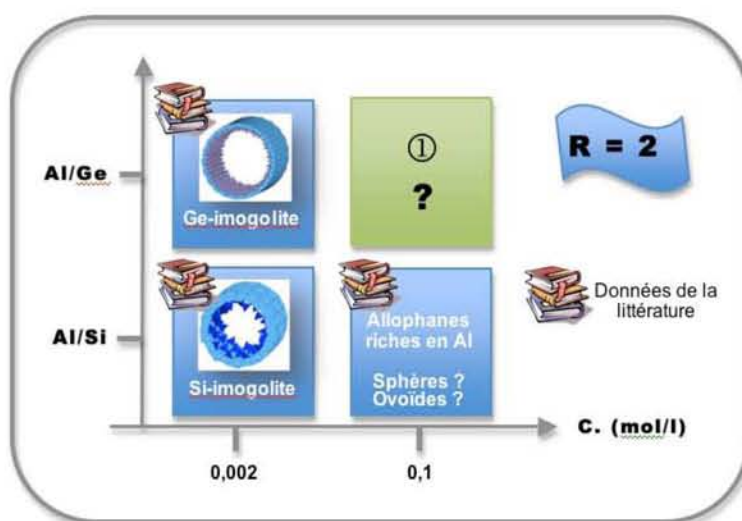 Al/Ge
Ge-imogolite
①
?
R = 2
Al/Si
Si-imogolite
Allophanes
riches en Al
Sphères ?
Ovoïdes ?
Données de la
littérature
C. (mol/l)
0,002
0,1